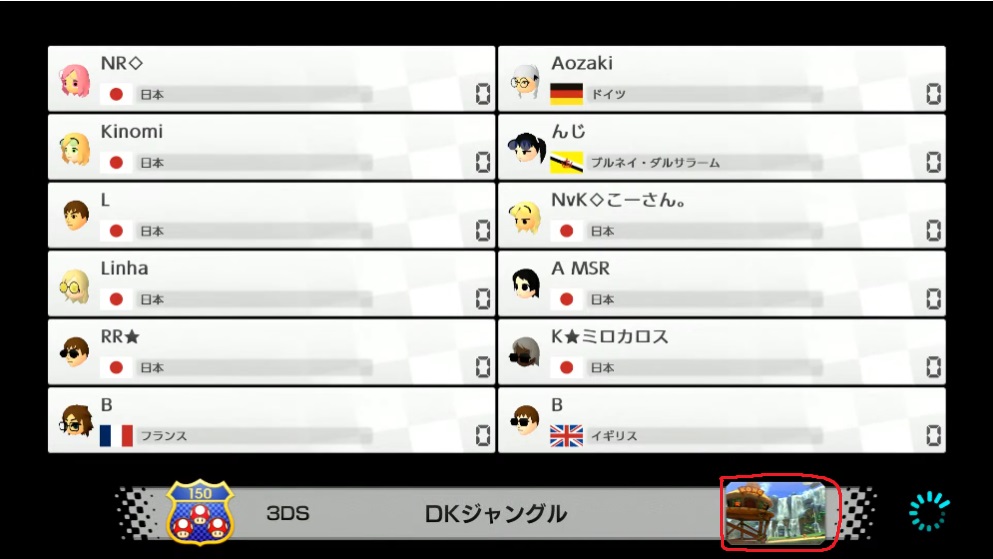 NR◇
日本
0
Aozaki
ドイツ
0
Kinomi
日本
0
んじ
ブルネイ・ダルサラーム
0
L
日本
0
NvK◇こーさん。
日本
0
Linha
日本
0
A MSR
日本
0
RR★
日本
0
K★ミロカロス
日本
0
B
フランス
0
B
イギリス
0
150
3DS
DKジャングル